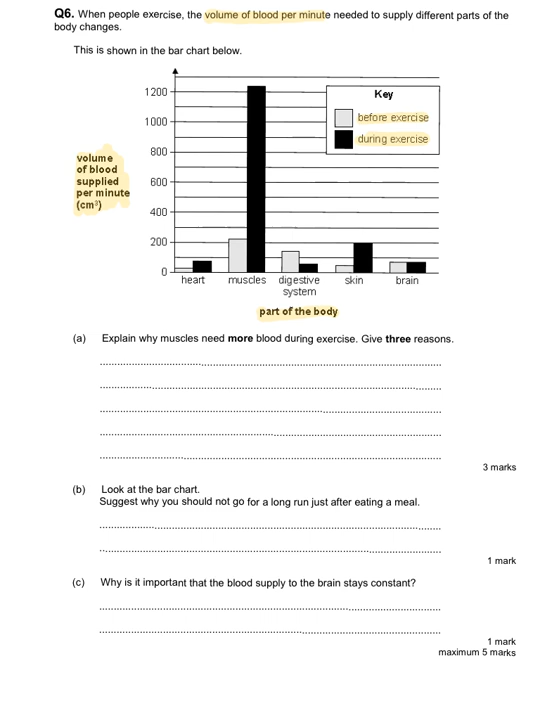 Q6. When people exercise, the volume of blood per minute needed to supply different parts of the
body changes.
This is shown in the bar chart below.
1200
1000
800
600
400
200
0
volume
of blood
supplied
per minute
(cm³)
Key
before exercise
during exercise
heart muscles digestive system skin brain
part of the body
(a) Explain why muscles need more blood during exercise. Give three reasons.
3 marks
(b) Look at the bar chart.
Suggest why you should not go for a long run just after eating a meal.
1 mark
(c) Why is it important that the blood supply to the brain stays constant?
1 mark
maximum 5 marks